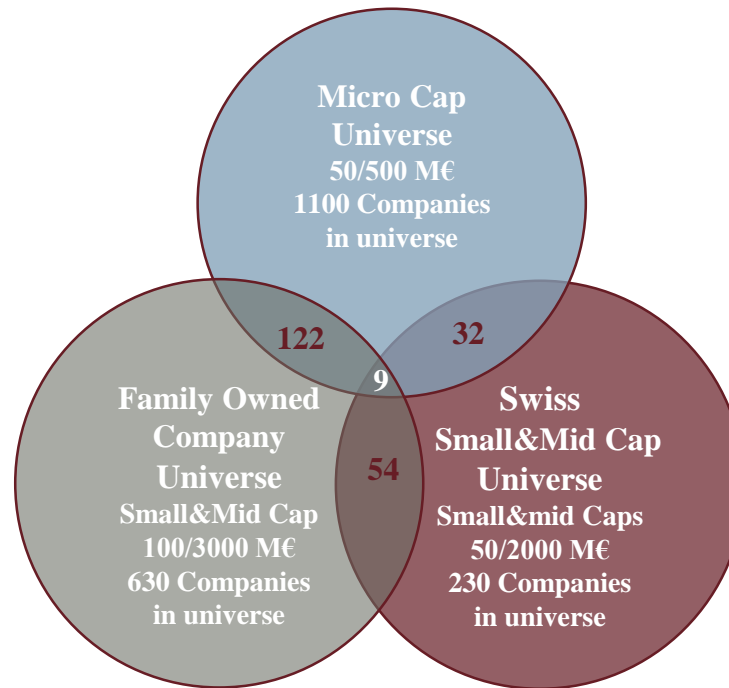 Micro Cap
Universe
50/500 M€
1100 Companies
in universe
122
32
9
Family Owned
Company
Universe
Small&Mid Cap
100/3000 M€
630 Companies
in universe
54
Swiss
Small&Mid Cap
Universe
Small&mid Caps
50/2000 M€
230 Companies
in universe